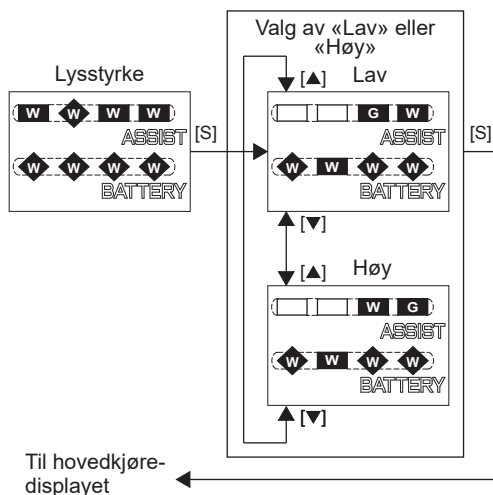 Valg av «Lav» eller
«Høy»
Lysstyrke
W W W W
ASSIST
W W W W
BATTERY
[S]
[▲] Lav
G W
ASSIST
W W W W
BATTERY
[S]
[▼]
[▲] Høy
W G
ASSIST
W W W W
BATTERY
[▼]
Til hovedkjøre-
displayet